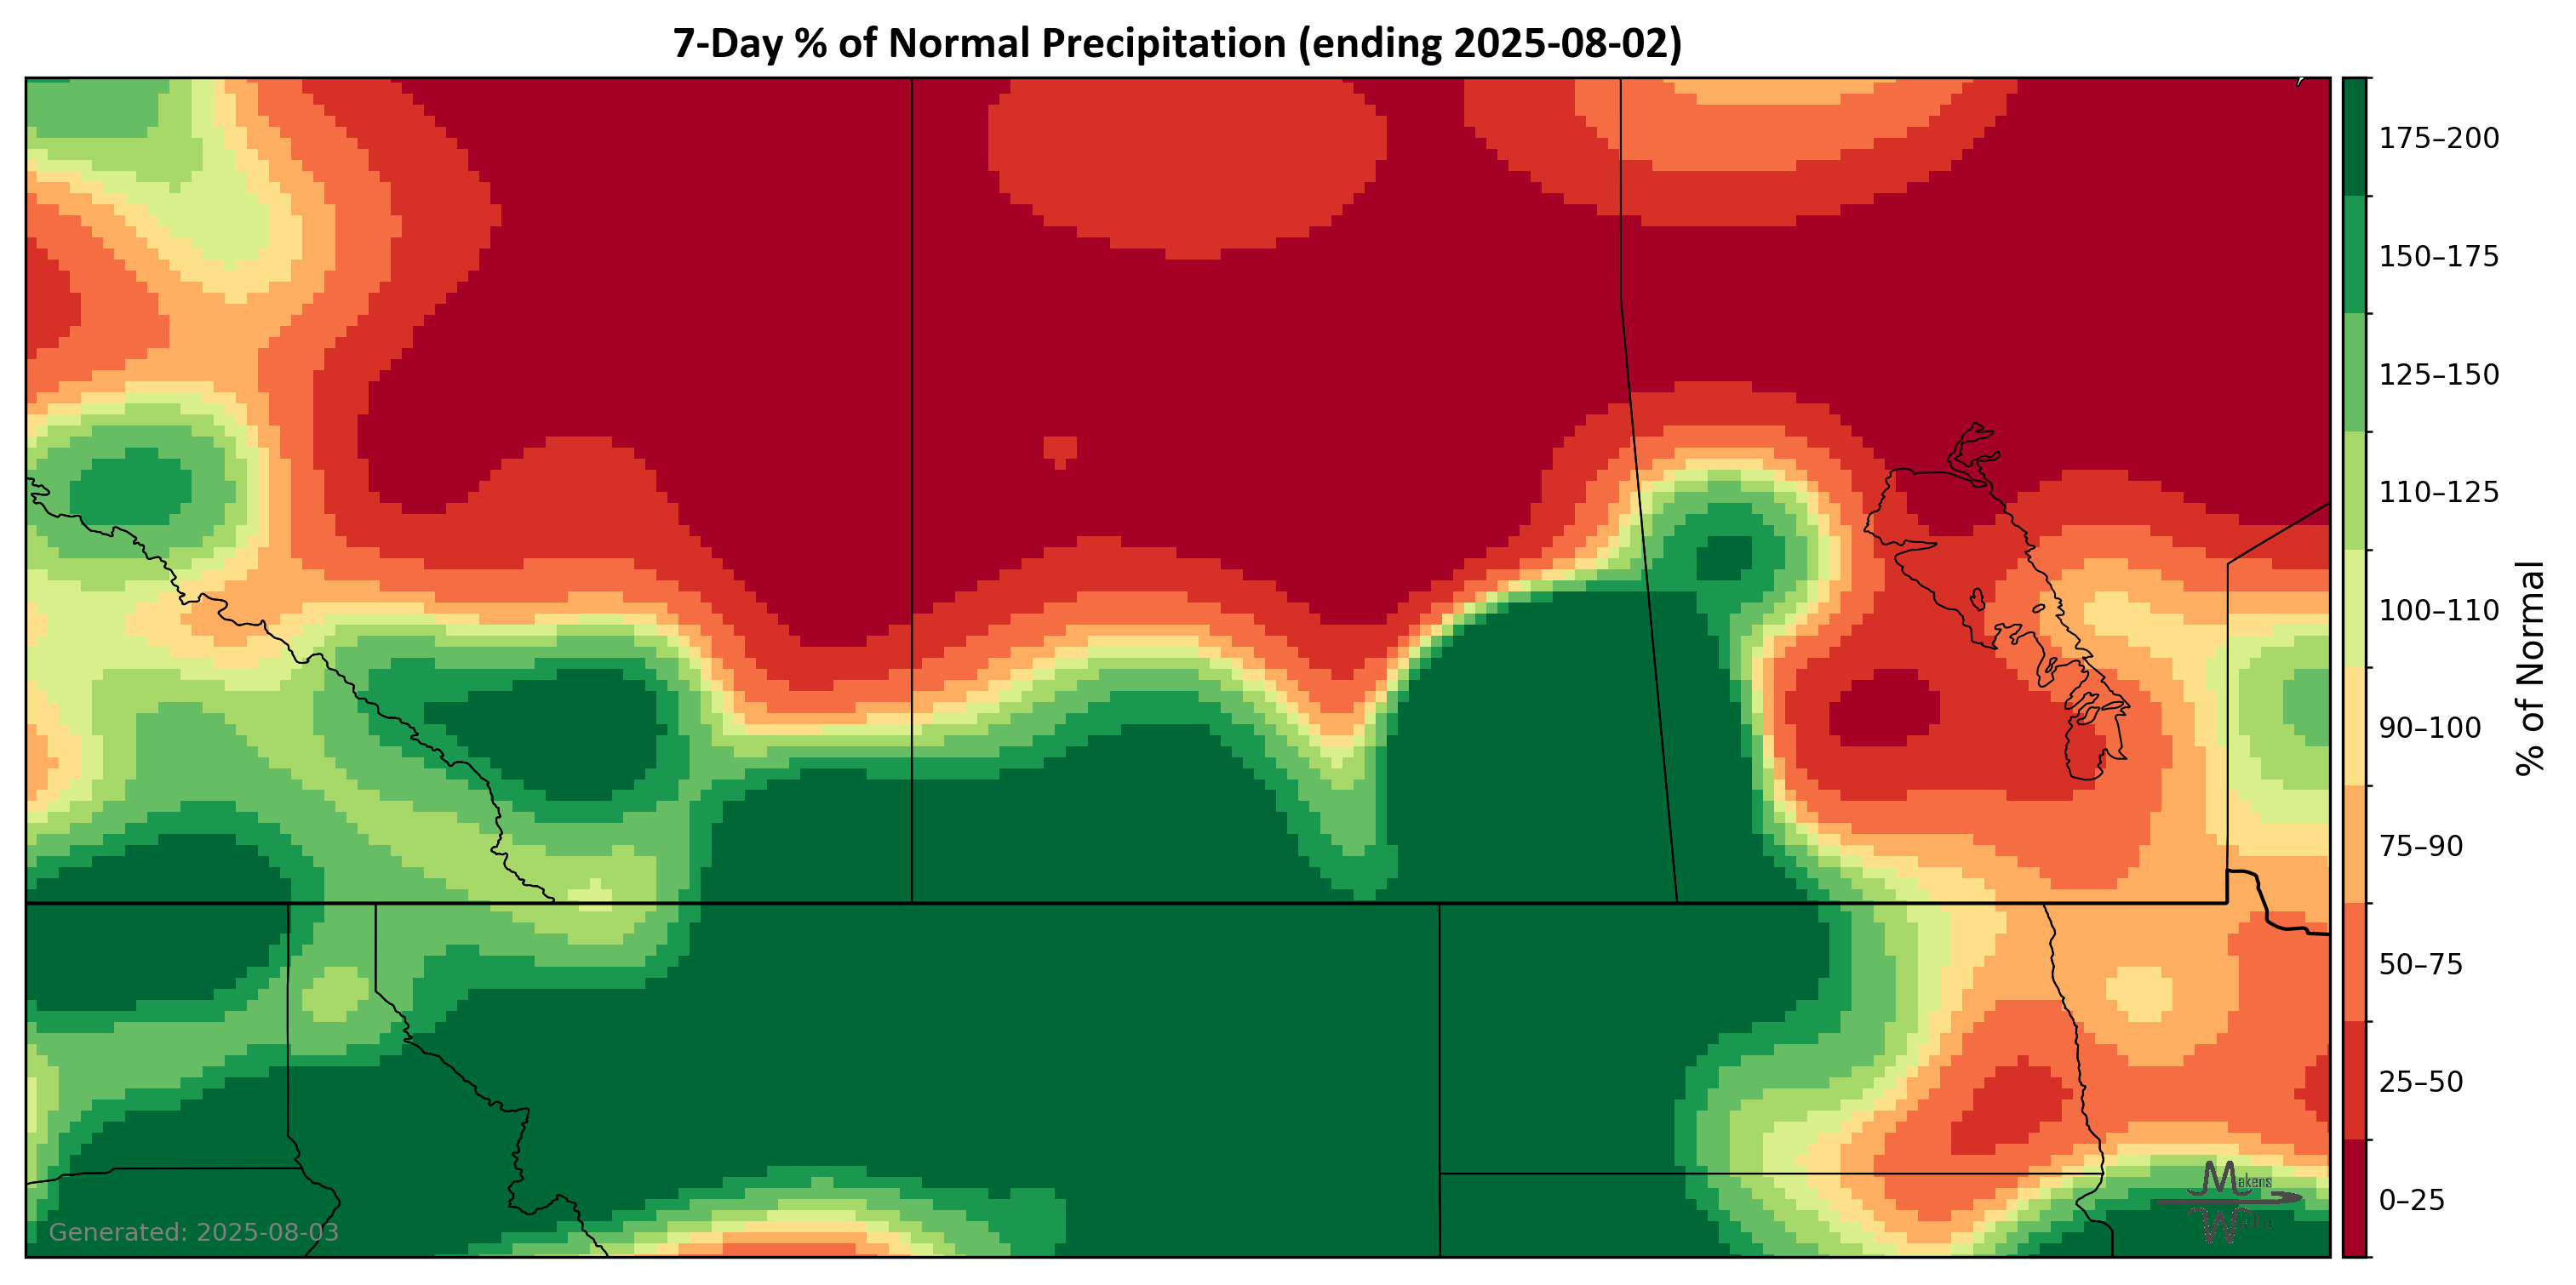 7-Day % of Normal Precipitation (ending 2025-08-02)
175–200
150–175
125–150
110–125
100–110
90–100
75–90
50–75
25–50
0–25
% of Normal
Generated: 2025-08-03
Makens